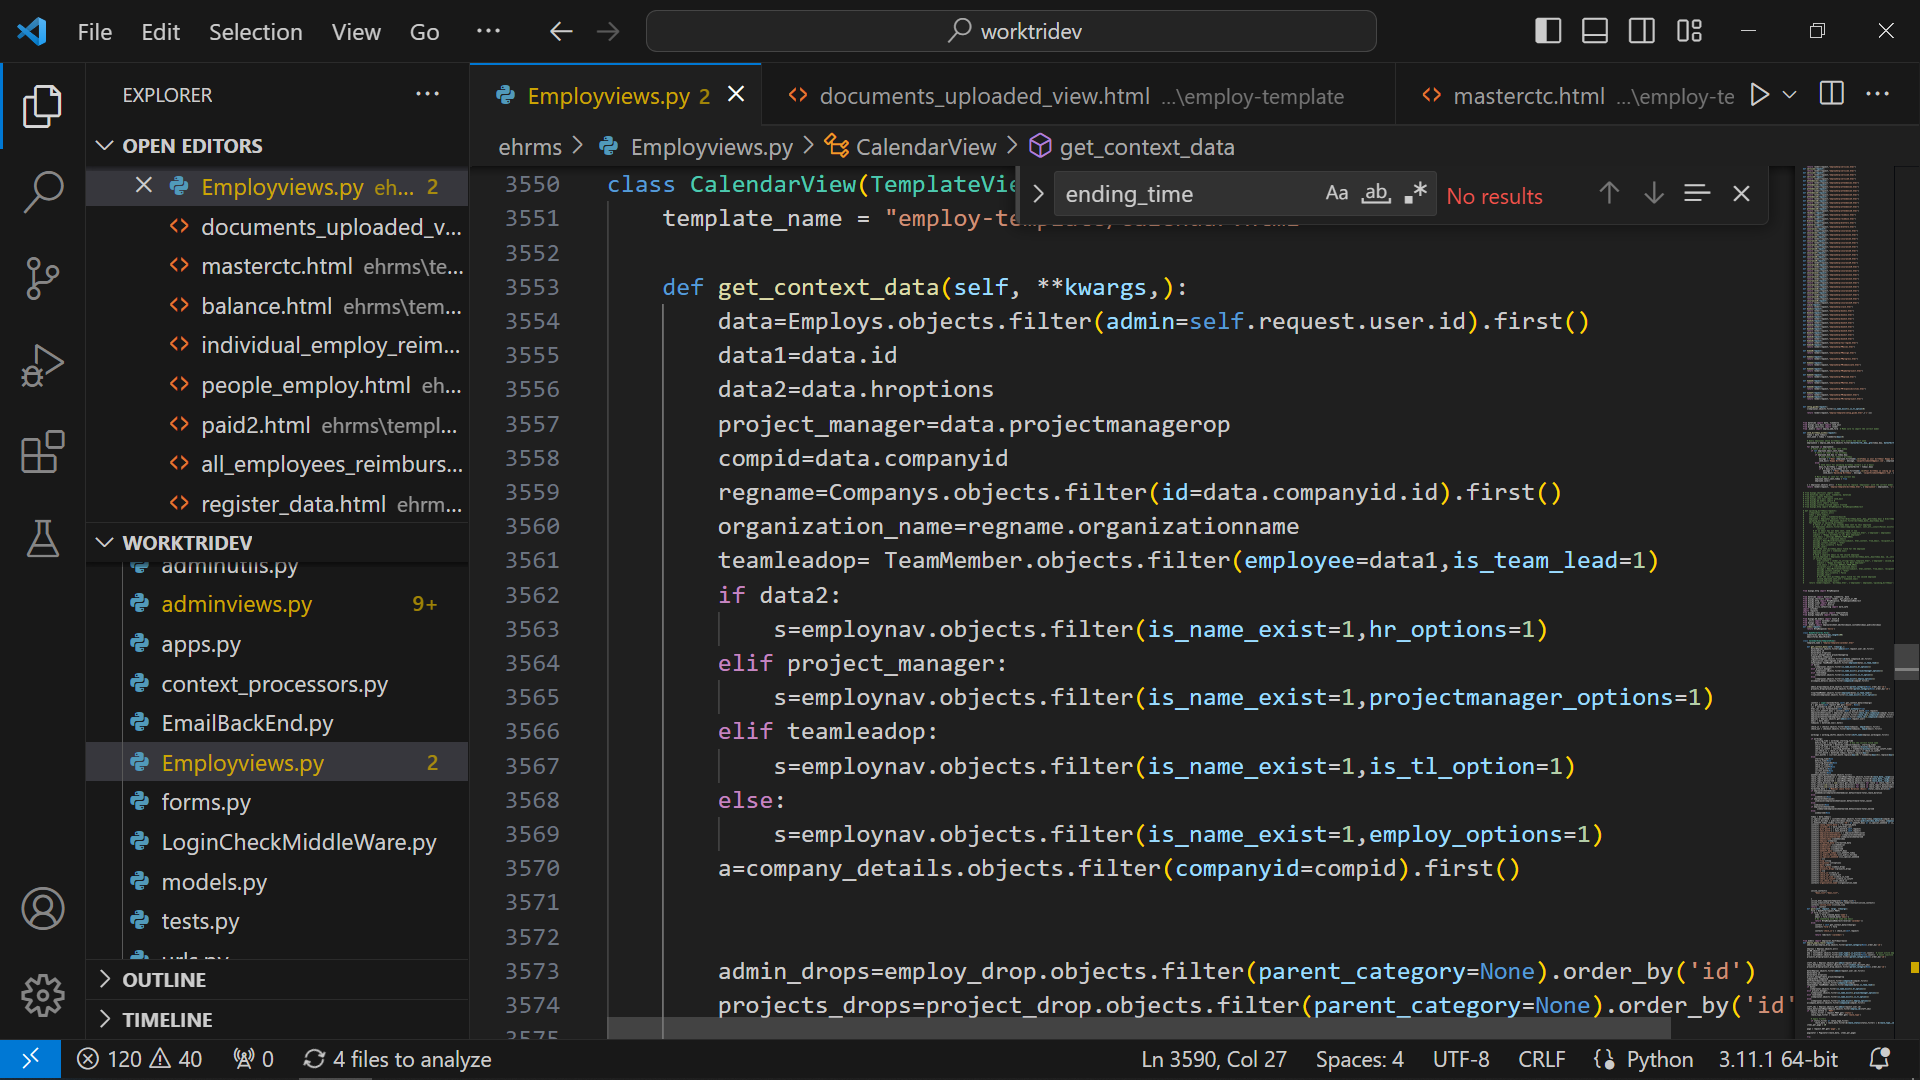 File Edit Selection View Go ··· worktridev
EXPLORER ···
OPEN EDITORS
Employviews.py eh... 2
documents_uploaded_v...
masterctc.html ehrms\te...
balance.html ehrms\tem...
individual_employ_reim...
people_employ.html eh...
paid2.html ehrms\templ...
all_employees_reimburs...
register_data.html ehrm...
WORKTRIDEV
adminutils.py
adminviews.py 9+
apps.py
context_processors.py
EmailBackEnd.py
Employviews.py 2
forms.py
LoginCheckMiddleWare.py
models.py
tests.py
urls.py
OUTLINE
TIMELINE
Employviews.py 2 documents_uploaded_view.html ...\employ-template masterctc.html ...\employ-te
ehrms > Employviews.py > CalendarView > get_context_data
ending_time Aa ab .* No results
3550 class CalendarView(TemplateVie
3551 template_name = "employ-te
3552
3553 def get_context_data(self, **kwargs,):
3554 data=Employs.objects.filter(admin=self.request.user.id).first()
3555 data1=data.id
3556 data2=data.hroptions
3557 project_manager=data.projectmanagerop
3558 compid=data.companyid
3559 regname=Companys.objects.filter(id=data.companyid.id).first()
3560 organization_name=regname.organizationname
3561 teamleadop= TeamMember.objects.filter(employee=data1,is_team_lead=1)
3562 if data2:
3563 s=employnav.objects.filter(is_name_exist=1,hr_options=1)
3564 elif project_manager:
3565 s=employnav.objects.filter(is_name_exist=1,projectmanager_options=1)
3566 elif teamleadop:
3567 s=employnav.objects.filter(is_name_exist=1,is_tl_option=1)
3568 else:
3569 s=employnav.objects.filter(is_name_exist=1,employ_options=1)
3570 a=company_details.objects.filter(companyid=compid).first()
3571
3572
3573 admin_drops=employ_drop.objects.filter(parent_category=None).order_by('id')
3574 projects_drops=project_drop.objects.filter(parent_category=None).order_by('id'
3575
120 40 0 4 files to analyze Ln 3590, Col 27 Spaces: 4 UTF-8 CRLF {} Python 3.11.1 64-bit